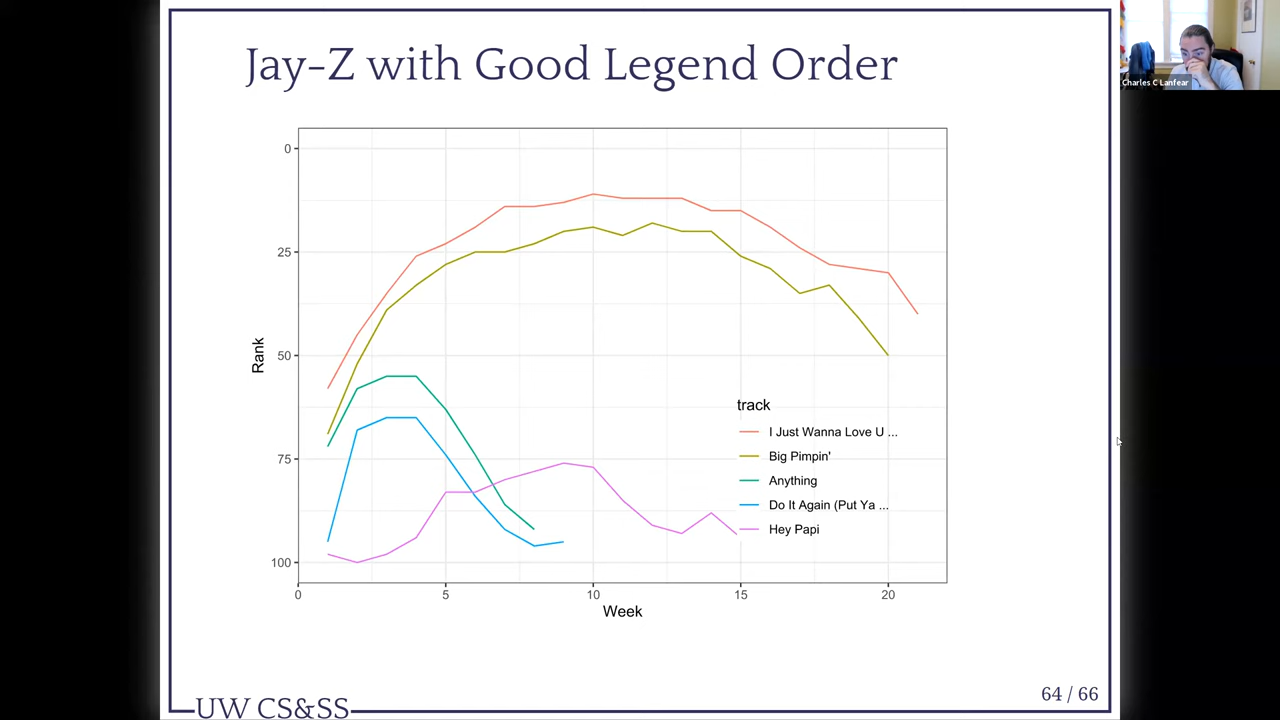 Jay-Z with Good Legend Order
Charles C Lanfear
0
25
50
75
100
Rank
track
I Just Wanna Love U ...
Big Pimpin'
Anything
Do It Again (Put Ya ...
Hey Papi
0 5 10 15 20
Week
64 / 66
UW CS&SS